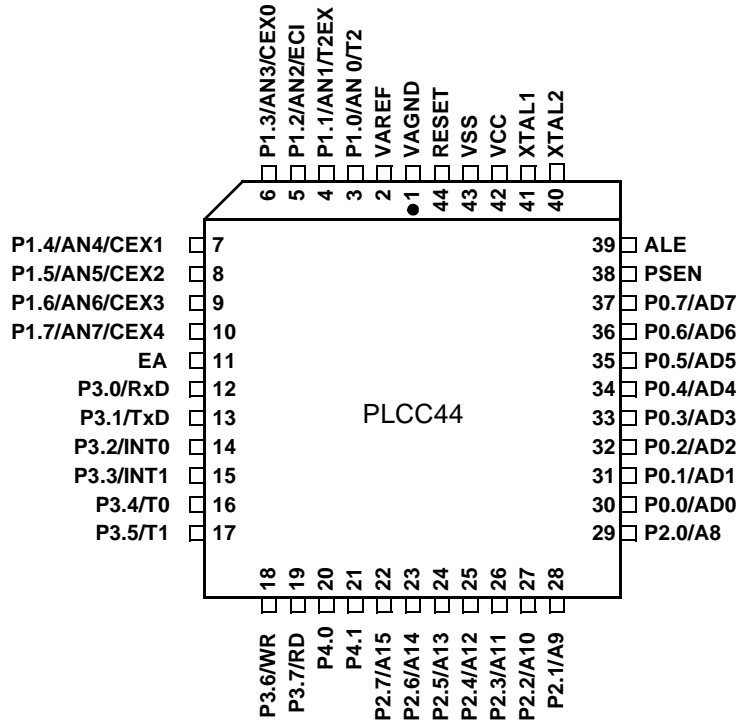 P1.3/AN3/CEX0
P1.2/AN2/ECI
P1.1/AN1/T2EX
P1.0/AN 0/T2
VAREF
VAGND
RESET
VSS
VCC
XTAL1
XTAL2
6
5
4
3
2
1
44
43
42
41
40
P1.4/AN4/CEX1 7
P1.5/AN5/CEX2 8
P1.6/AN6/CEX3 9
P1.7/AN7/CEX4 10
EA 11
P3.0/RxD 12
P3.1/TxD 13
P3.2/INT0 14
P3.3/INT1 15
P3.4/T0 16
P3.5/T1 17
PLCC44
39 ALE
38 PSEN
37 P0.7/AD7
36 P0.6/AD6
35 P0.5/AD5
34 P0.4/AD4
33 P0.3/AD3
32 P0.2/AD2
31 P0.1/AD1
30 P0.0/AD0
29 P2.0/A8
18
19
20
21
22
23
24
25
26
27
28
P3.6/WR
P3.7/RD
P4.0
P4.1
P2.7/A15
P2.6/A14
P2.5/A13
P2.4/A12
P2.3/A11
P2.2/A10
P2.1/A9